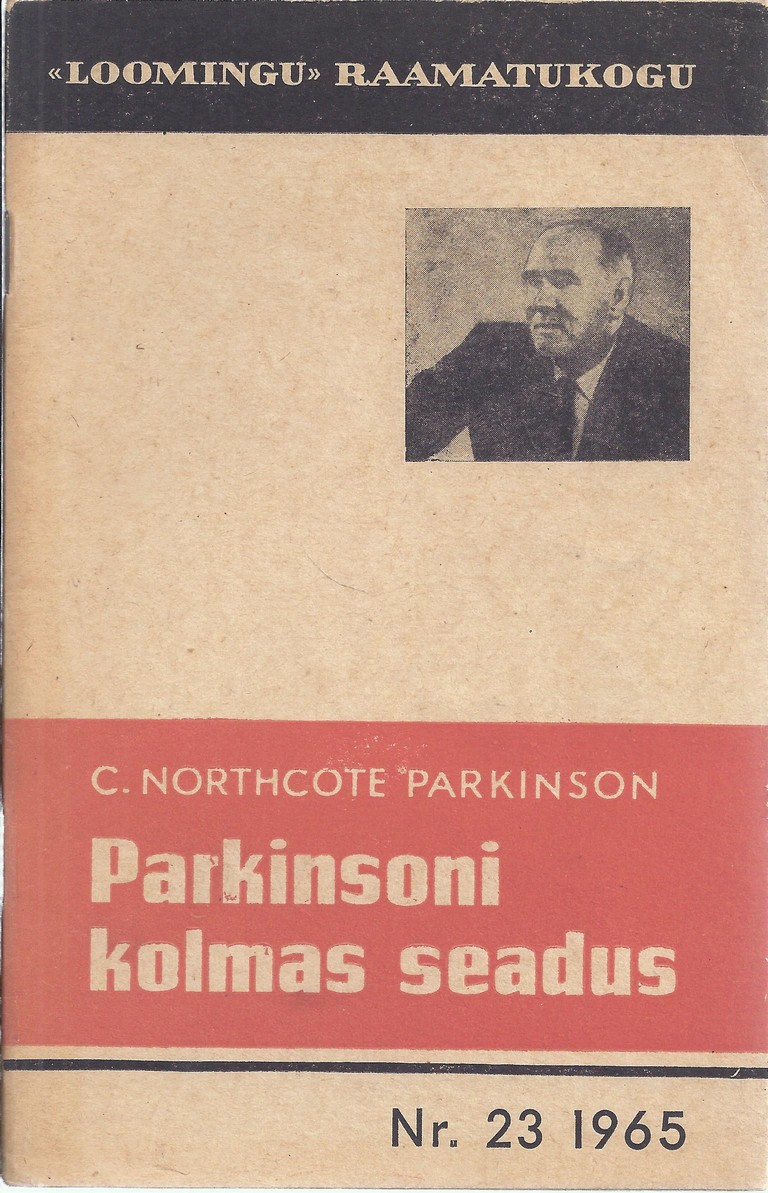 «LOOMINGU» RAAMATUKOGU
C. NORTHCOTE PARKINSON
Parkinsoni
kolmas seadus
Nr. 23 1965